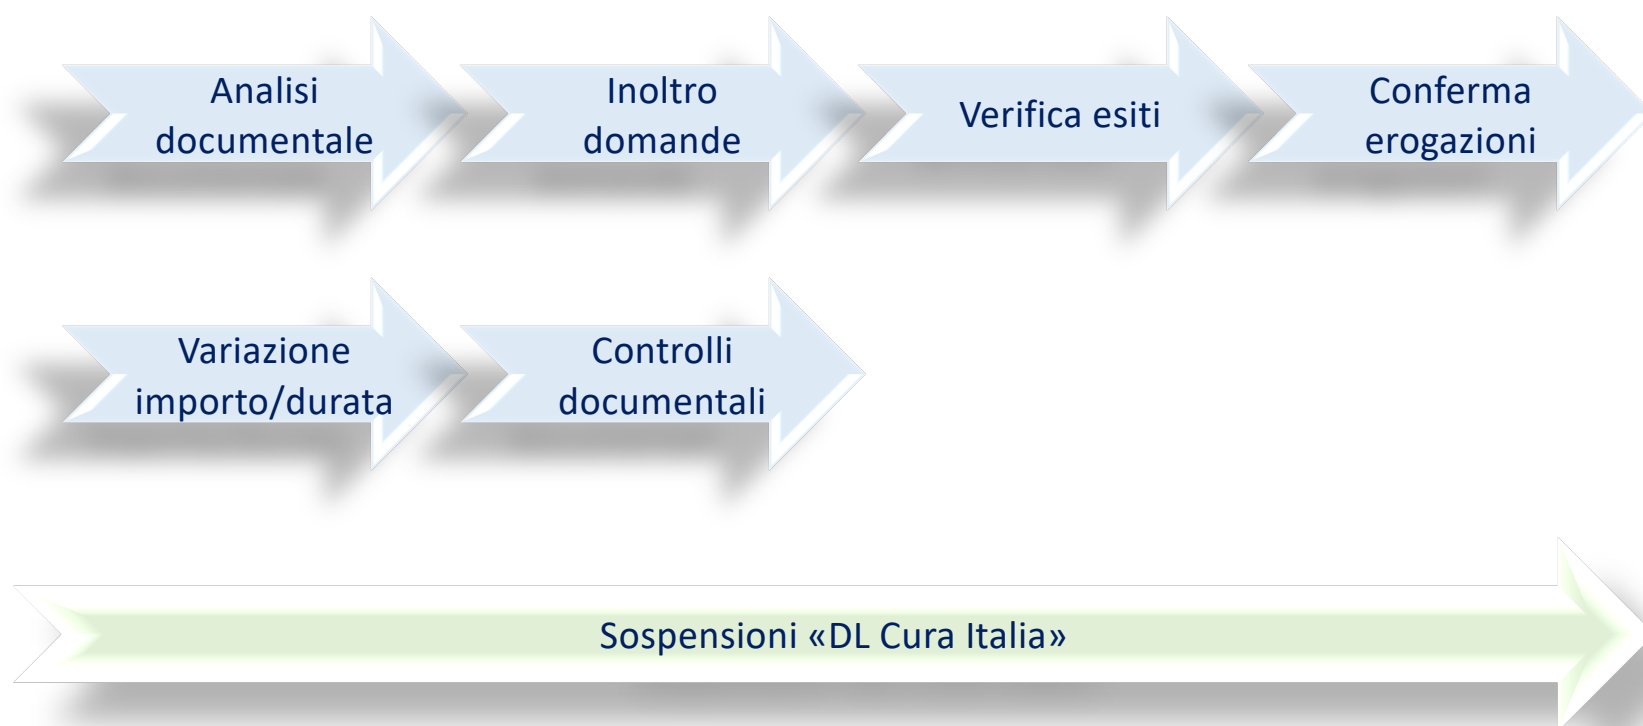 Analisi
documentale
Inoltro
domande
Verifica esiti
Conferma
erogazioni
Variazione
importo/durata
Controlli
documentali
Sospensioni «DL Cura Italia»